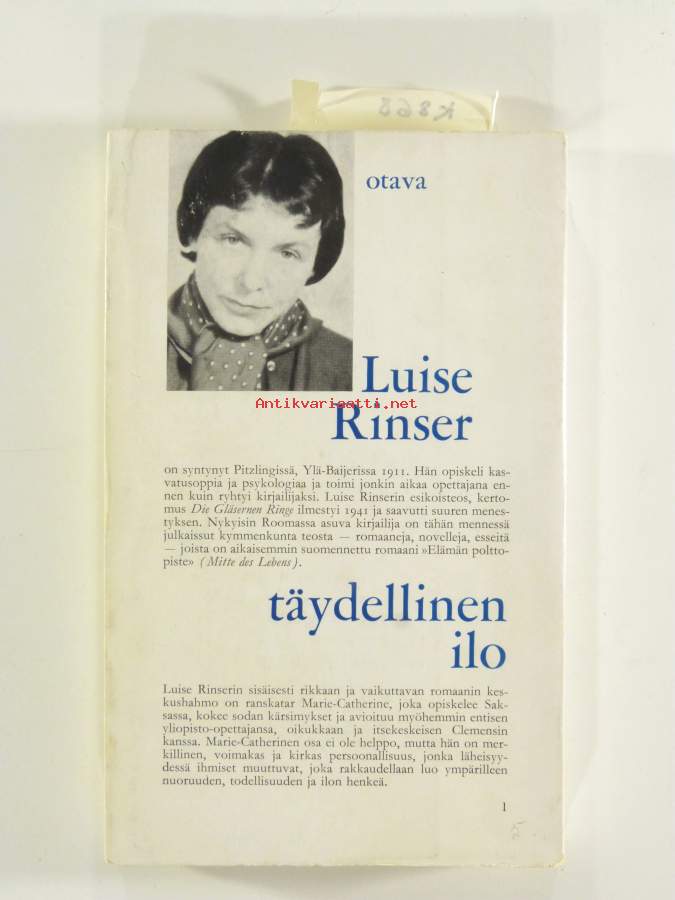 K868
otava
Luise
Rinser
Antikvariaatti.net
on syntynyt Pitzlingissä, Ylä-Baijerissa 1911. Hän opiskeli kas-
vatusoppia ja psykologiaa ja toimi jonkin aikaa opettajana en-
nen kuin ryhtyi kirjailijaksi. Luise Rinserin esikoisteos, kerto-
mus Die Gläsernen Ringe ilmestyi 1941 ja saavutti suuren menes-
tyksen. Nykyisin Roomassa asuva kirjailija on tähän mennessä
julkaissut kymmenkunta teosta — romaaneja, novelleja, esseitä
— joista on aikaisemmin suomennettu romaani »Elämän poltto-
piste» (Mitte des Lebens).
täydellinen
ilo
Luise Rinserin sisäisesti rikkaan ja vaikuttavan romaanin kes-
kushahmo on ranskatar Marie-Catherine, joka opiskelee Sak-
sassa, kokee sodan kärsimykset ja avioituu myöhemmin entisen
yliopisto-opettajansa, oikukkaan ja itsekeskeisen Clemensin
kanssa. Marie-Catherinen osa ei ole helppo, mutta hän on mer-
killinen, voimakas ja kirkas persoonallisuus, jonka läheisyy-
dessä ihmiset muuttuvat, joka rakkaudellaan luo ympärilleen
nuoruuden, todellisuuden ja ilon henkeä.
1
5.